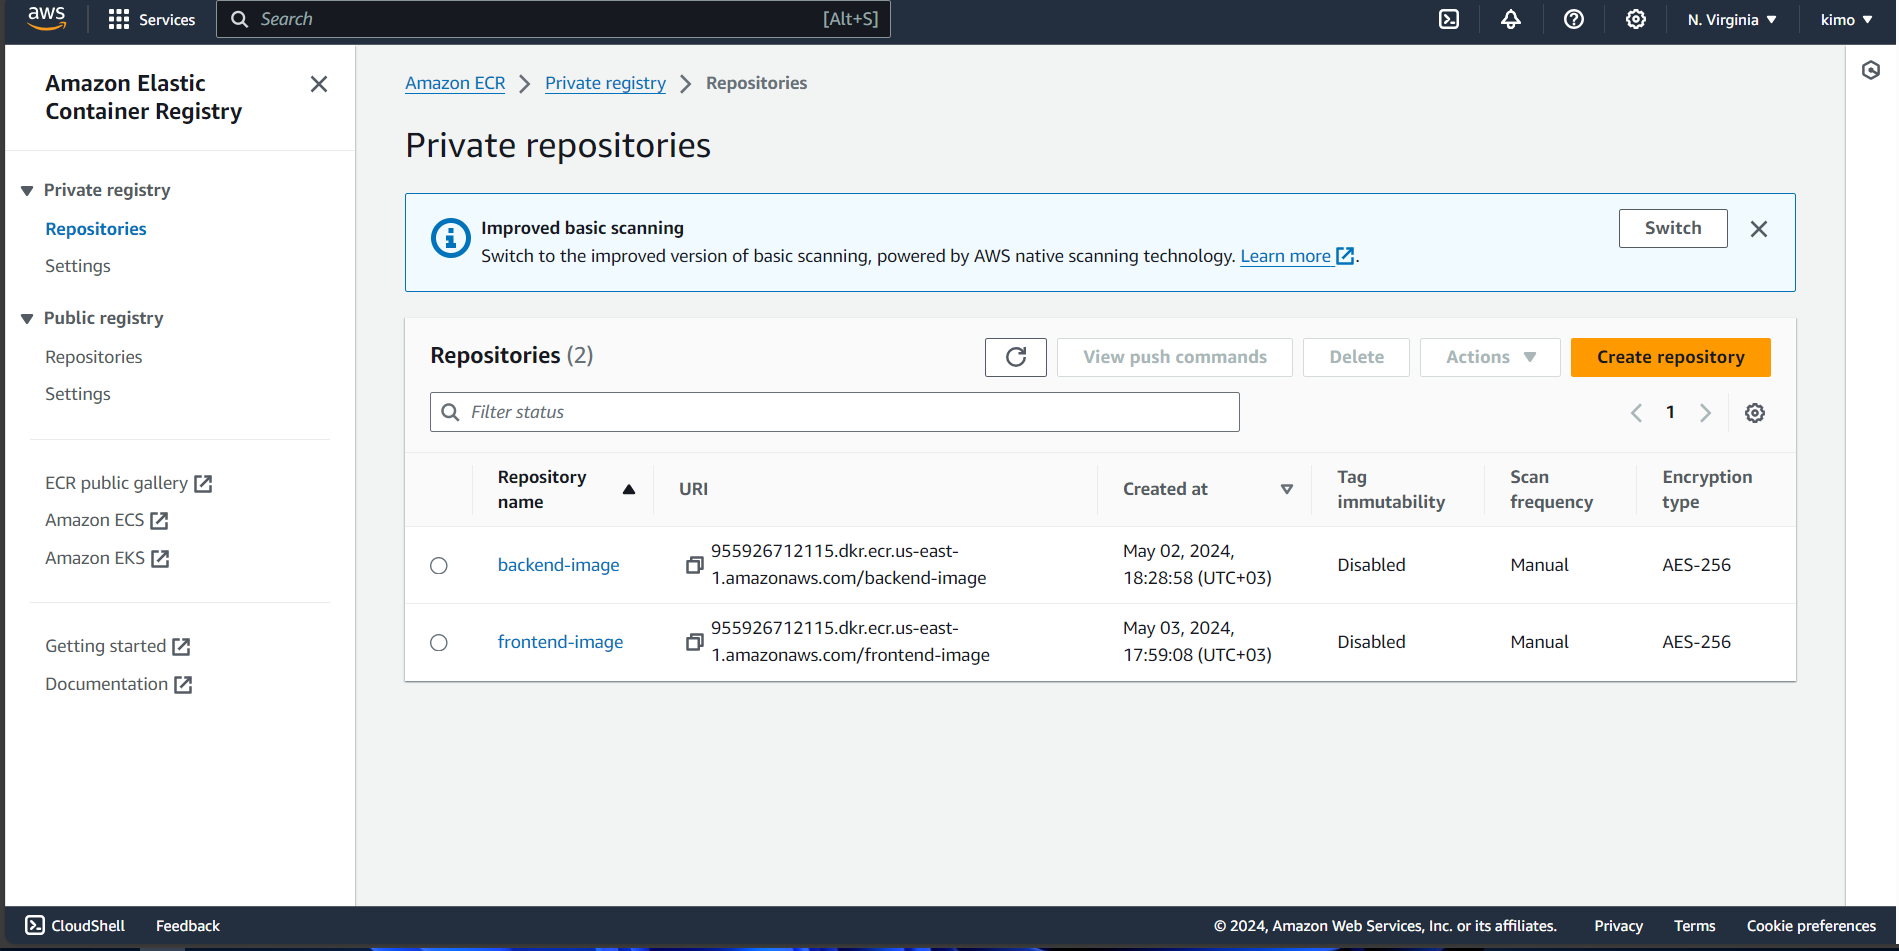 aws
Services
Search
[Alt+S]
N. Virginia
kimo
Amazon Elastic
Container Registry
Private registry
Repositories
Settings
Public registry
Repositories
Settings
ECR public gallery
Amazon ECS
Amazon EKS
Getting started
Documentation
Amazon ECR
Private registry
Repositories
Private repositories
Improved basic scanning
Switch to the improved version of basic scanning, powered by AWS native scanning technology. Learn more.
Switch
Repositories (2)
View push commands
Delete
Actions
Create repository
Filter status
1
Repository
name
URI
Created at
Tag
immutability
Scan
frequency
Encryption
type
backend-image
955926712115.dkr.ecr.us-east-
1.amazonaws.com/backend-image
May 02, 2024,
18:28:58 (UTC+03)
Disabled
Manual
AES-256
frontend-image
955926712115.dkr.ecr.us-east-
1.amazonaws.com/frontend-image
May 03, 2024,
17:59:08 (UTC+03)
Disabled
Manual
AES-256
CloudShell
Feedback
© 2024, Amazon Web Services, Inc. or its affiliates.
Privacy
Terms
Cookie preferences